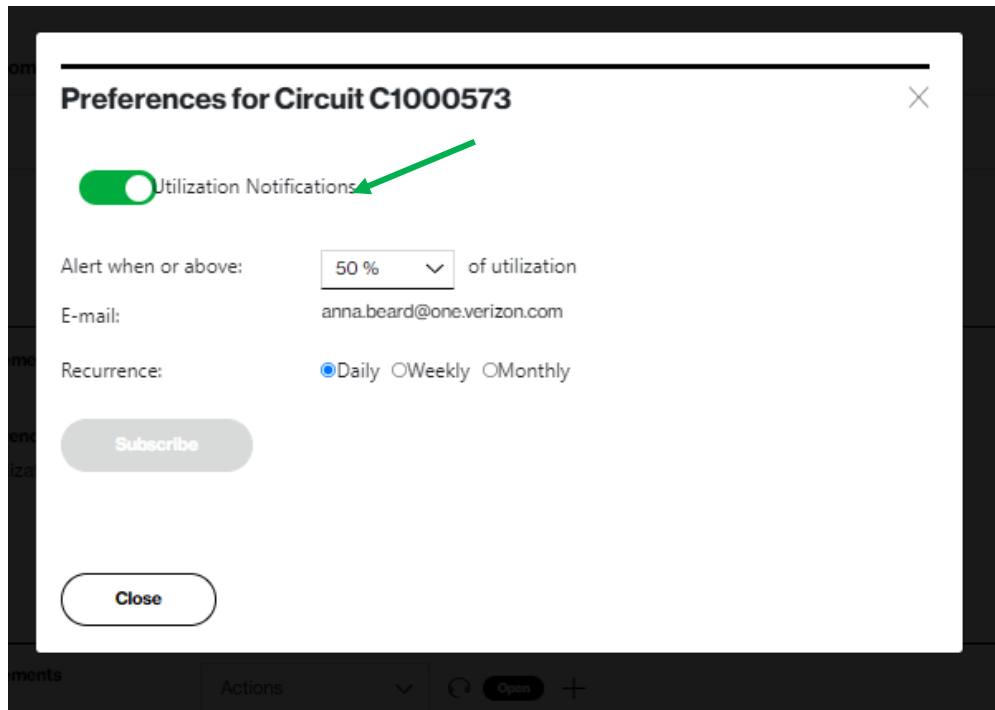 Preferences for Circuit C1000573
Utilization Notifications
Alert when or above: 50 % of utilization
E-mail: anna.beard@one.verizon.com
Recurrence: Daily Weekly Monthly
Subscribe
Close
Actions Open